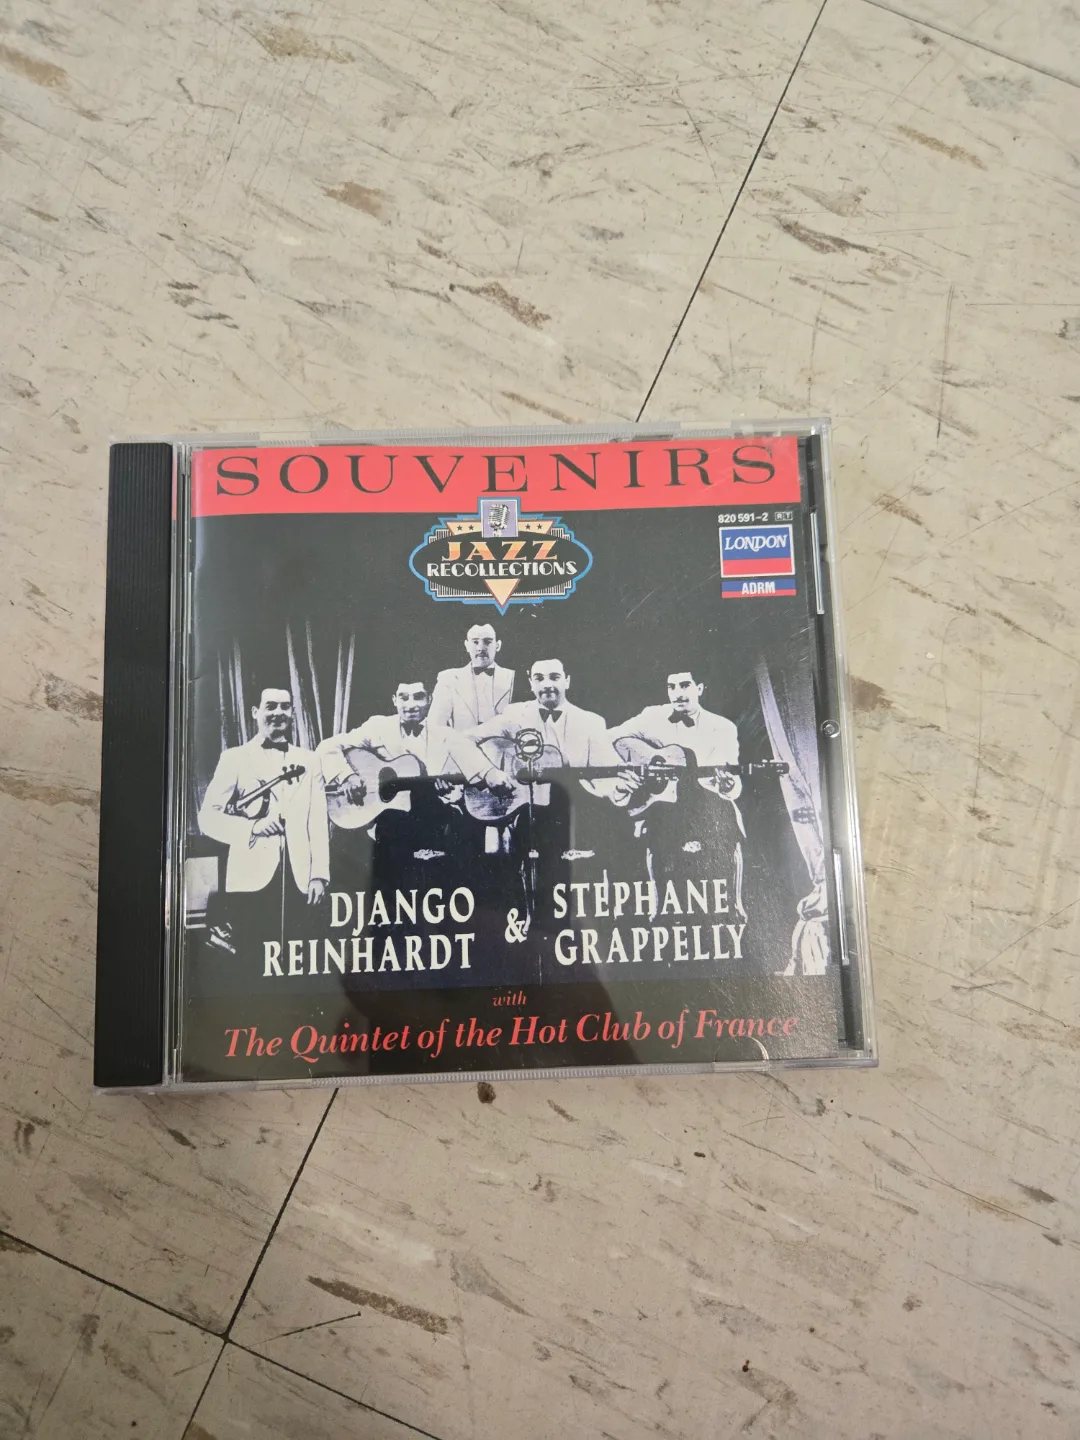 SOUVENIRS
820 591-2 RT
LONDON
ADRM
JAZZ
RECOLLECTIONS
DJANGO
REINHARDT
&
STEPHANE
GRAPPELLY
with
The Quintet of the Hot Club of France